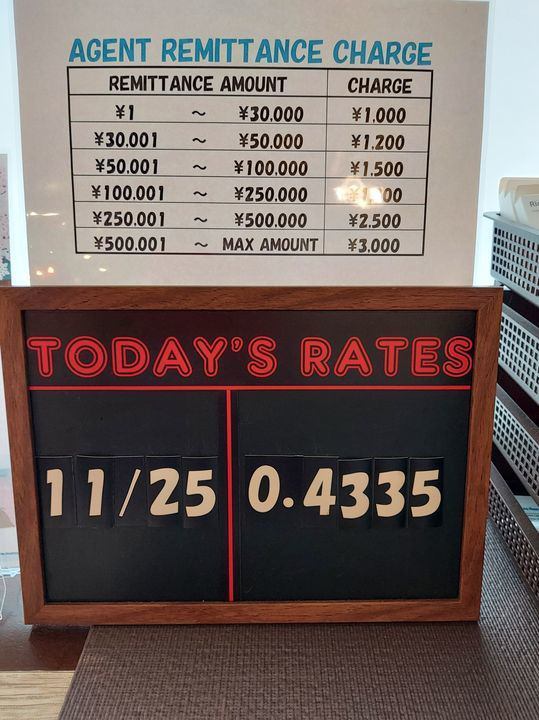 AGENT REMITTANCE CHARGE
REMITTANCE AMOUNT CHARGE
¥1 ~ ¥30.000 ¥1.000
¥30.001 ~ ¥50.000 ¥1.200
¥50.001 ~ ¥100.000 ¥1.500
¥100.001 ~ ¥250.000
¥250.001 ~ ¥500.000 ¥2.500
¥500.001 ~ MAX AMOUNT ¥3.000
TODAY'S RATES
11/25 0.4335